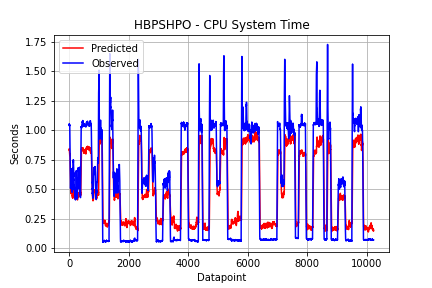 HBPSHPO - CPU System Time
Predicted
Observed
1.75
1.50
1.25
1.00
0.75
0.50
0.25
0.00
Seconds
0 2000 4000 6000 8000 10000
Datapoint